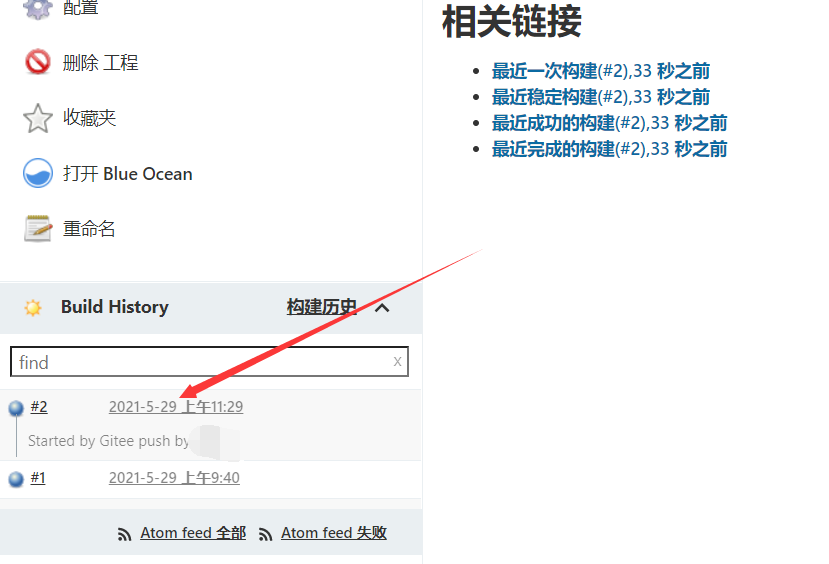 配置
删除 工程
收藏夹
打开 Blue Ocean
重命名
Build History 构建历史
find x
#2 2021-5-29 上午11:29
Started by Gitee push by
#1 2021-5-29 上午9:40
Atom feed 全部 Atom feed 失败
相关链接
最近一次构建(#2),33 秒之前
最近稳定构建(#2),33 秒之前
最近成功的构建(#2),33 秒之前
最近完成的构建(#2),33 秒之前